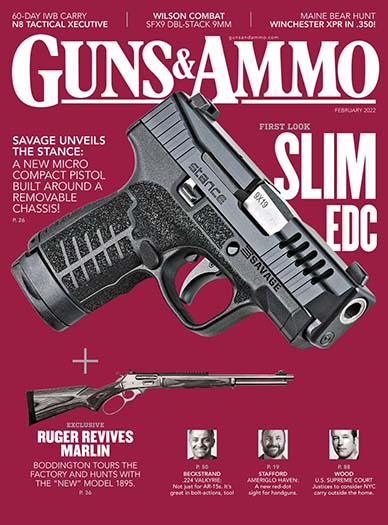 60-DAY IWB CARRY
N8 TACTICAL XECUTIVE
WILSON COMBAT
SFX9 DBL-STACK 9MM
MAINE BEAR HUNT
WINCHESTER XPR IN .350!
gunsandammo.com
GUNS&AMMO
FEBRUARY 2022
SAVAGE UNVEILS
THE STANCE:
A NEW MICRO
COMPACT PISTOL
BUILT AROUND A
REMOVABLE
CHASSIS!
P. 26
FIRST LOOK
SLIM
EDC
stance
9X19
SAVAGE
+
EXCLUSIVE
RUGER REVIVES
MARLIN
BODDINGTON TOURS THE
FACTORY AND HUNTS WITH
THE "NEW" MODEL 1895.
P. 36
P. 50
BECKSTRAND
.224 VALKYRIE:
Not just for AR-15s. It's
great in bolt-actions, too!
P. 19
STAFFORD
AMERIGLO HAVEN:
A new red-dot
sight for handguns.
P. 88
WOOD
U.S. SUPREME COURT
Justices to consider NYC
carry outside the home.